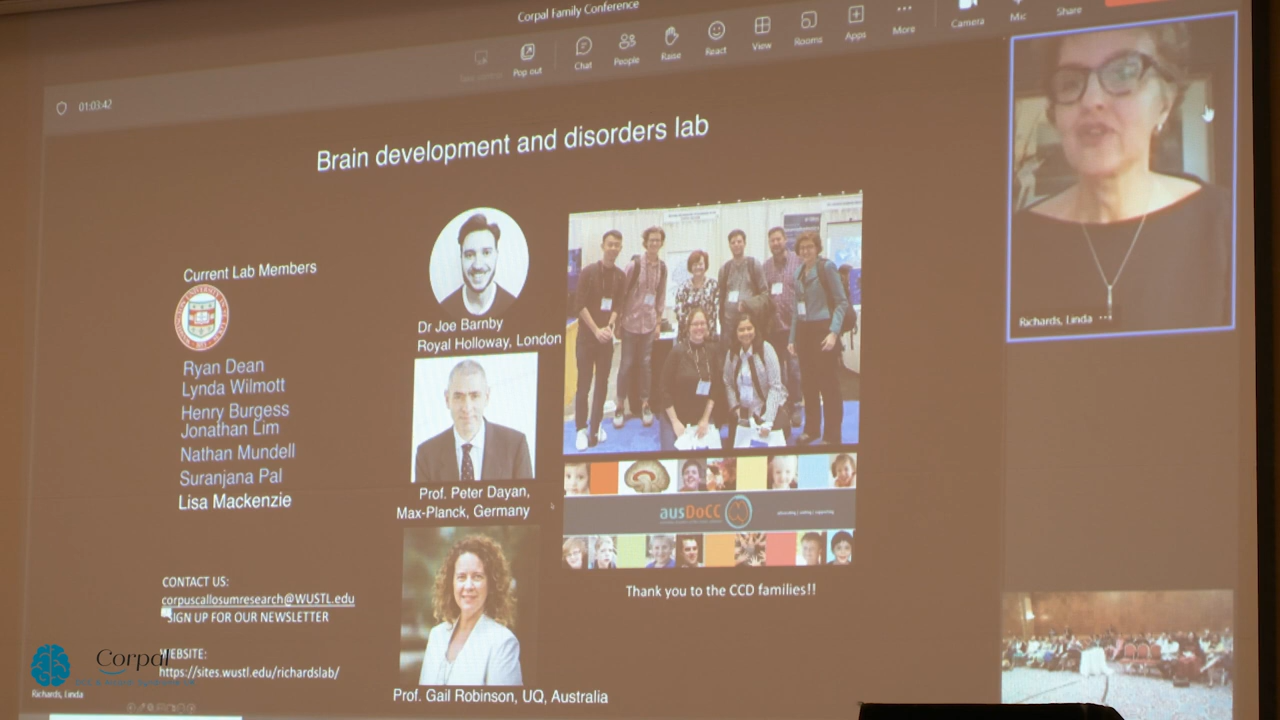 Corpal Family Conference
Pop out
Chat
People
Raise
React
View
Rooms
Apps
More
Camera
Mic
Share
01:03:42
Brain development and disorders lab
Current Lab Members
Ryan Dean
Lynda Wilmott
Henry Burgess
Jonathan Lim
Nathan Mundell
Suranjana Pal
Lisa Mackenzie
CONTACT US:
corpuscallosumresearch@WUSTL.edu
SIGN UP FOR OUR NEWSLETTER
WEBSITE:
https://sites.wustl.edu/richardslab/
Dr Joe Barnby
Royal Holloway, London
Prof. Peter Dayan,
Max-Planck, Germany
Prof. Gail Robinson, UQ, Australia
ausDoCC
Thank you to the CCD families!!
Richards, Linda
Corpal
Richards, Linda